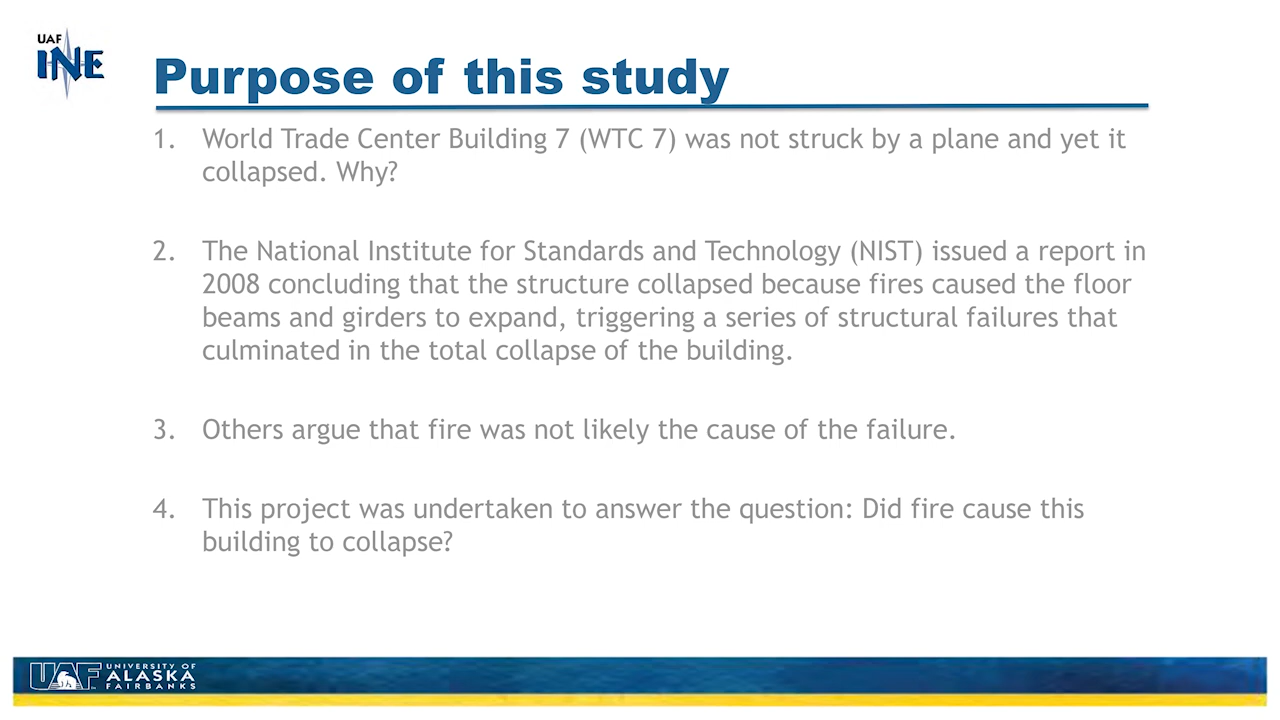 UAF
INE
Purpose of this study
1. World Trade Center Building 7 (WTC 7) was not struck by a plane and yet it
collapsed. Why?
2. The National Institute for Standards and Technology (NIST) issued a report in
2008 concluding that the structure collapsed because fires caused the floor
beams and girders to expand, triggering a series of structural failures that
culminated in the total collapse of the building.
3. Others argue that fire was not likely the cause of the failure.
4. This project was undertaken to answer the question: Did fire cause this
building to collapse?
UAF
UNIVERSITY OF
ALASKA
FAIRBANKS